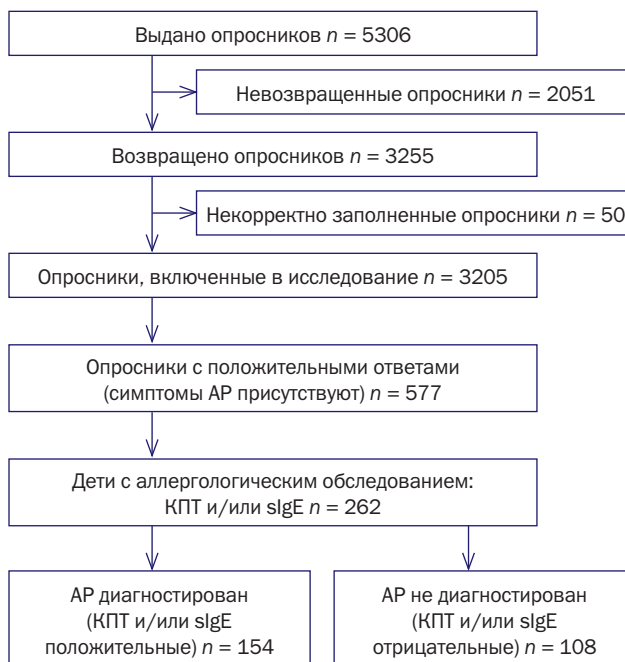 Выдано опросников n = 5306
Невозвращенные опросники n = 2051
Возвращено опросников n = 3255
Некорректно заполненные опросники n = 50
Опросники, включенные в исследование n = 3205
Опросники с положительными ответами
(симптомы АР присутствуют) n = 577
Дети с аллергологическим обследованием:
КПТ и/или sIgE n = 262
АР диагностирован
(КПТ и/или sIgE
положительные) n = 154
АР не диагностирован
(КПТ и/или sIgE
отрицательные) n = 108